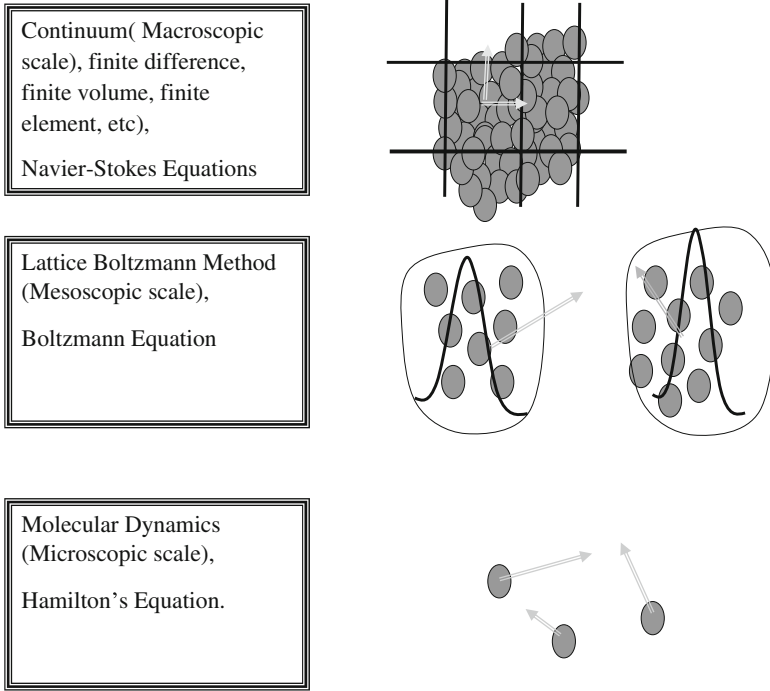 Continuum( Macroscopic
scale), finite difference,
finite volume, finite
element, etc),
Navier-Stokes Equations
Lattice Boltzmann Method
(Mesoscopic scale),
Boltzmann Equation
Molecular Dynamics
(Microscopic scale),
Hamilton's Equation.